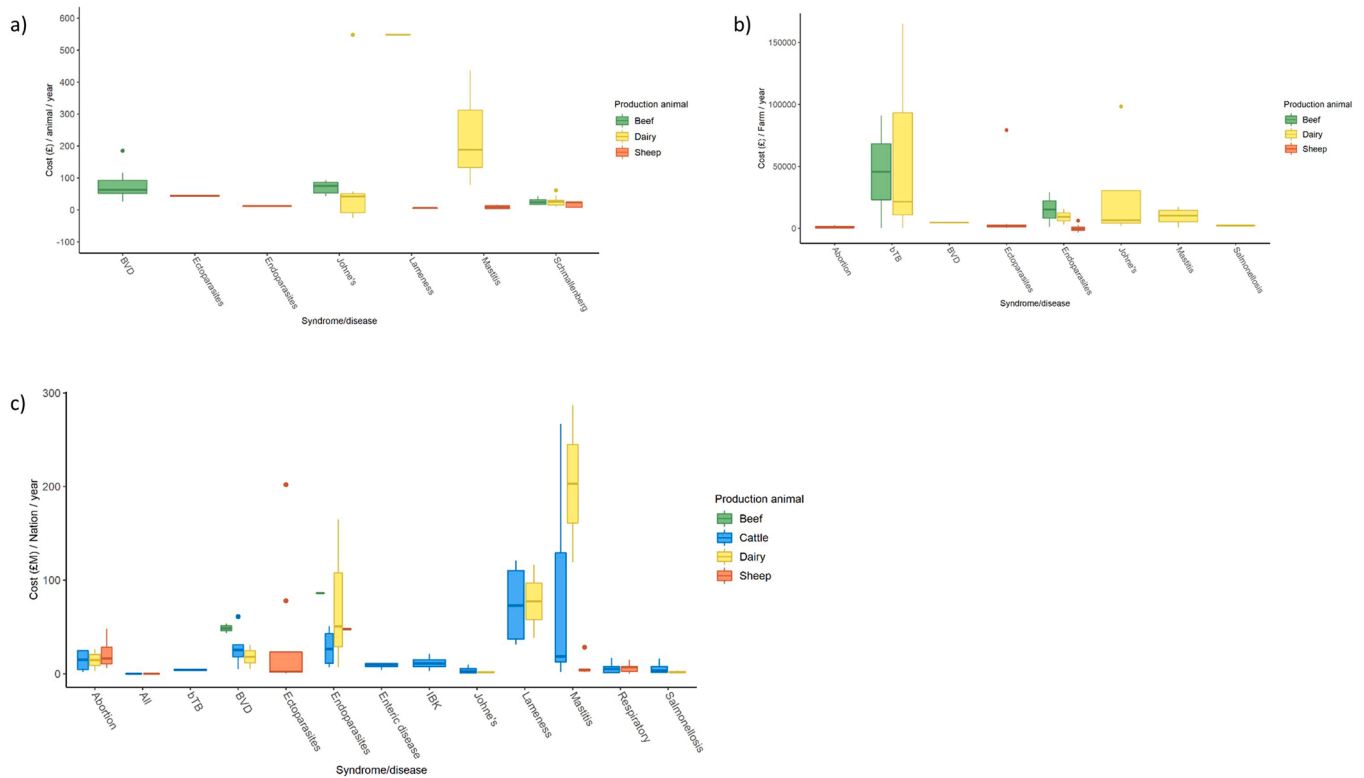 a)
Cost (£) / animal / year
600
500
400
300
200
100
0
-100
BVD
Ectoparasites
Endoparasites
Johne's
Lameness
Mastitis
Schmallenberg
Syndrome/disease
Production animal
Beef
Dairy
Sheep
b)
Cost (£) / Farm / year
150000
100000
50000
0
Abortion
bTB
BVD
Ectoparasites
Endoparasites
Johne's
Mastitis
Salmonellosis
Syndrome/disease
Production animal
Beef
Dairy
Sheep
c)
Cost (£M) / Nation / year
300
200
100
0
Abortion
All
bTB
BVD
Ectoparasites
Endoparasites
Enteric disease
IBK
Johne's
Lameness
Mastitis
Respiratory
Salmonellosis
Syndrome/disease
Production animal
Beef
Cattle
Dairy
Sheep